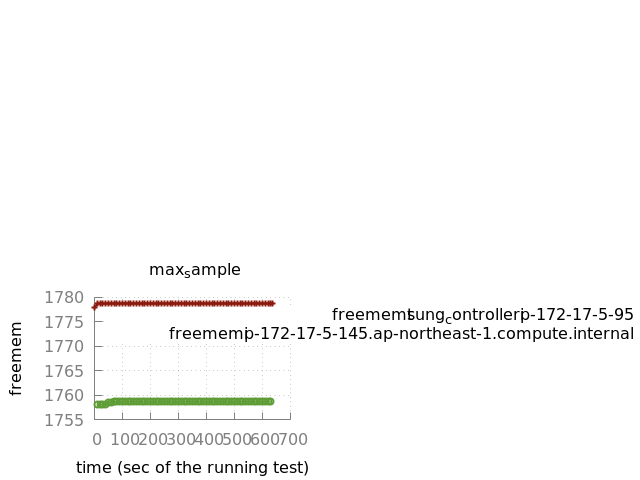 max_sample
1780
1775
1770
1765
1760
1755
freemem
0 100 200 300 400 500 600 700
time (sec of the running test)
freemem tsung_controller ip-172-17-5-95
freemem ip-172-17-5-145.ap-northeast-1.compute.internal